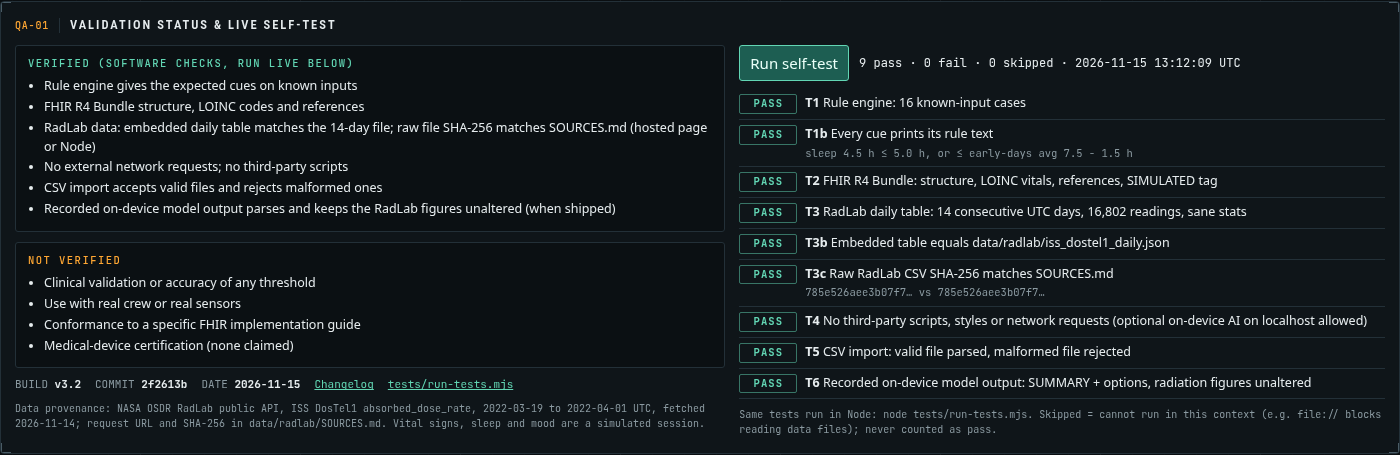 QA-01 VALIDATION STATUS & LIVE SELF-TEST
VERIFIED (SOFTWARE CHECKS, RUN LIVE BELOW)
• Rule engine gives the expected cues on known inputs
• FHIR R4 Bundle structure, LOINC codes and references
• RadLab data: embedded daily table matches the 14-day file; raw file SHA-256 matches SOURCES.md (hosted page
or Node)
• No external network requests; no third-party scripts
• CSV import accepts valid files and rejects malformed ones
• Recorded on-device model output parses and keeps the RadLab figures unaltered (when shipped)
NOT VERIFIED
• Clinical validation or accuracy of any threshold
• Use with real crew or real sensors
• Conformance to a specific FHIR implementation guide
• Medical-device certification (none claimed)
BUILD v3.2 COMMIT 2f2613b DATE 2026-11-15 Changelog tests/run-tests.mjs
Data provenance: NASA OSDR RadLab public API, ISS DosTel1 absorbed_dose_rate, 2022-03-19 to 2022-04-01 UTC, fetched
2026-11-14; request URL and SHA-256 in data/radlab/SOURCES.md. Vital signs, sleep and mood are a simulated session.
Run self-test 9 pass · 0 fail · 0 skipped · 2026-11-15 13:12:09 UTC
PASS T1 Rule engine: 16 known-input cases
PASS T1b Every cue prints its rule text
sleep 4.5 h ≤ 5.0 h, or ≤ early-days avg 7.5 - 1.5 h
PASS T2 FHIR R4 Bundle: structure, LOINC vitals, references, SIMULATED tag
PASS T3 RadLab daily table: 14 consecutive UTC days, 16,802 readings, sane stats
PASS T3b Embedded table equals data/radlab/iss_dostel1_daily.json
PASS T3c Raw RadLab CSV SHA-256 matches SOURCES.md
785e526aee3b07f7… vs 785e526aee3b07f7…
PASS T4 No third-party scripts, styles or network requests (optional on-device AI on localhost allowed)
PASS T5 CSV import: valid file parsed, malformed file rejected
PASS T6 Recorded on-device model output: SUMMARY + options, radiation figures unaltered
Same tests run in Node: node tests/run-tests.mjs. Skipped = cannot run in this context (e.g. file:// blocks
reading data files); never counted as pass.